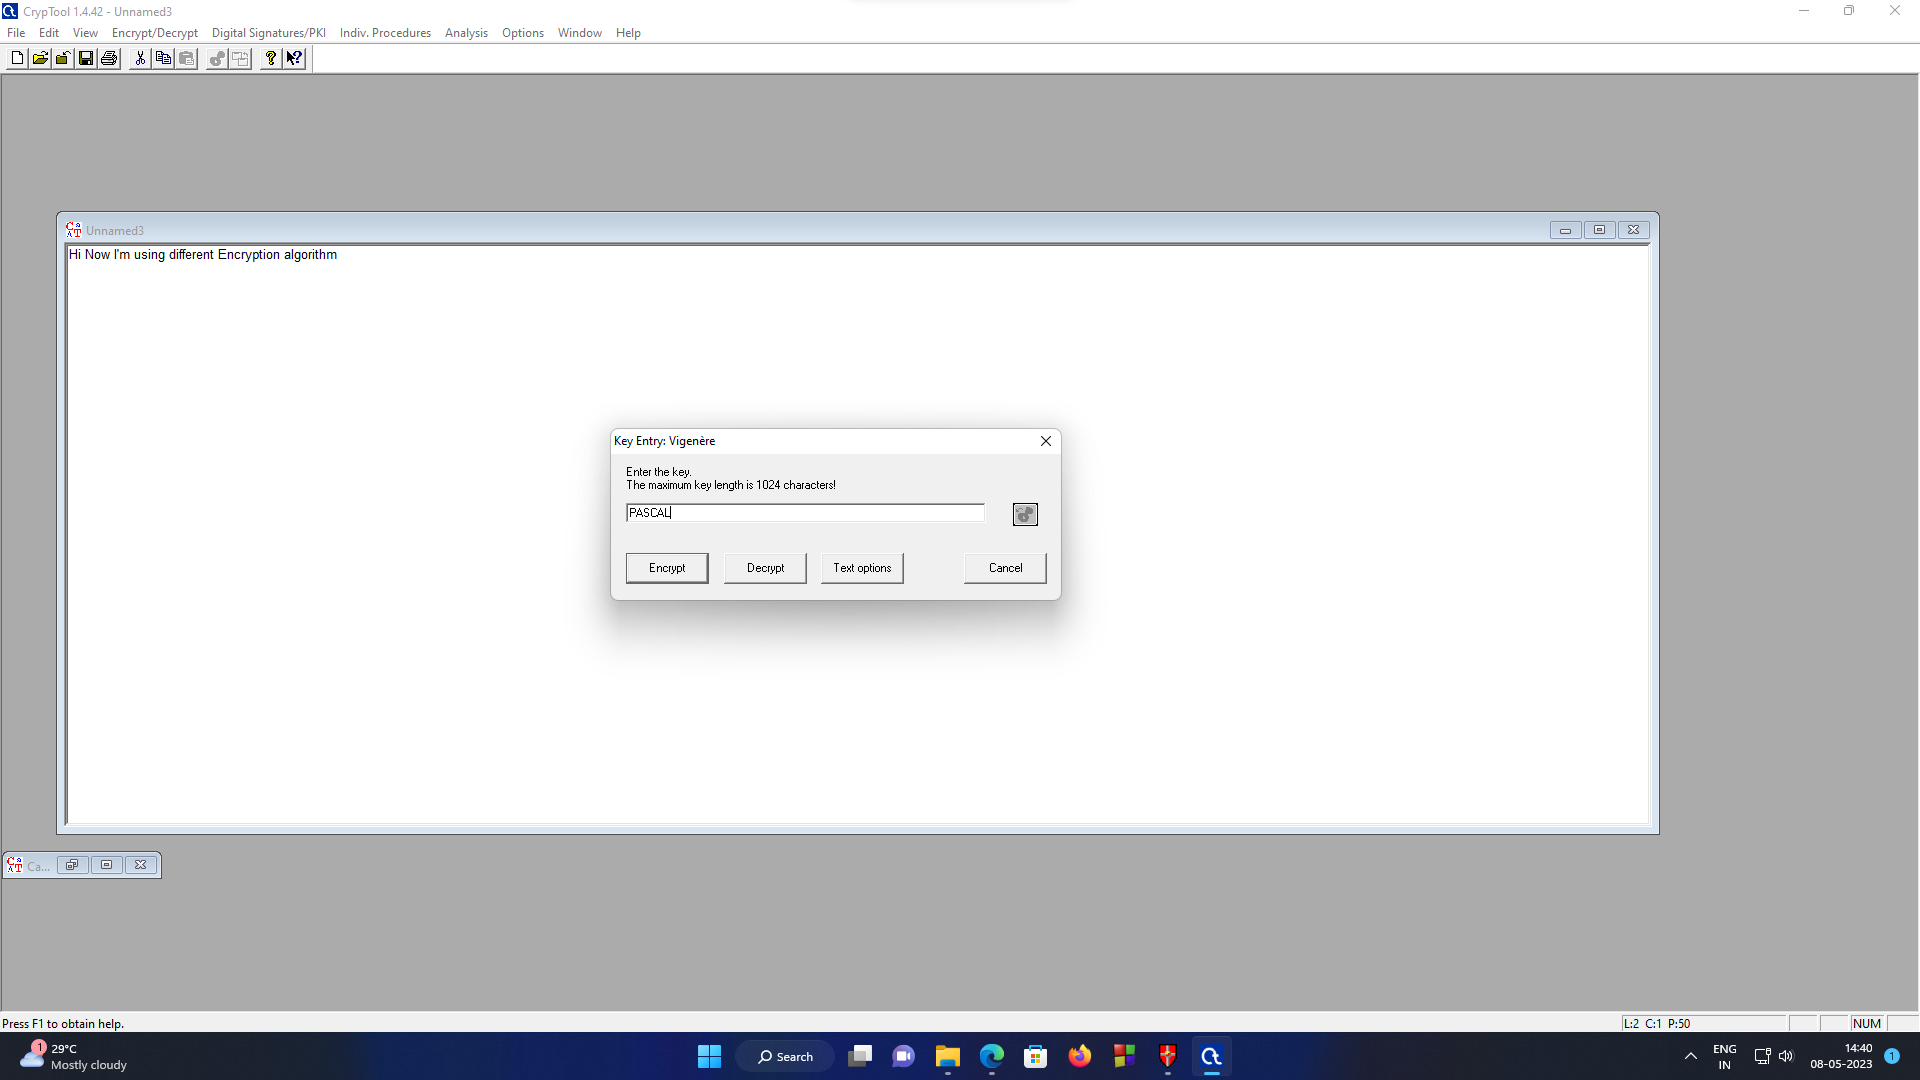 CrypTool 1.4.42 - Unnamed3
File Edit View Encrypt/Decrypt Digital Signatures/PKI Indiv. Procedures Analysis Options Window Help
Unnamed3
Hi Now I'm using different Encryption algorithm
Key Entry: Vigenère
Enter the key.
The maximum key length is 1024 characters!
PASCAL
Encrypt Decrypt Text options Cancel
Ca...
Press F1 to obtain help.
L:2 C:1 P:50 NUM
1
29°C
Mostly cloudy
Search
ENG
IN
14:40
08-05-2023
1